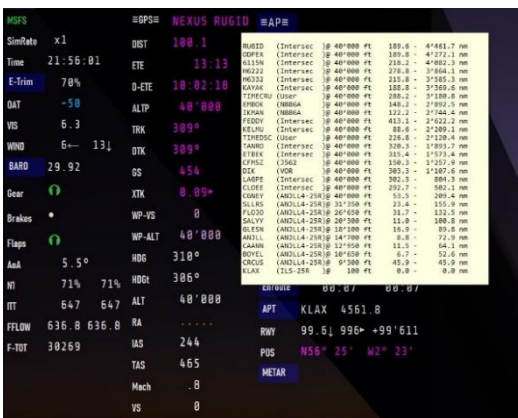 MSFS
SimRate x1
Time 21:56:01
E-Trim 70%
OAT -50
VIS 6.3
WIND 6← 13↓
BARO 29.92
Gear
Brakes •
Flaps
AoA 5.5°
N1 71% 71%
ITT 647 647
FFLOW 636.8 636.8
F-TOT 30269
≡GPS≡ NEXUS RUGID
DIST 100.1
ETE 13:13
D-ETE 10:02:18
ALTP 40'000
TRK 309°
DTK 309°
GS 454
XTK 0.09►
WP-VS 0
WP-ALT 40'000
HDG 310°
HDGt 306°
ALT 40'000
RA .....
IAS 244
TAS 465
Mach .8
VS 0
≡AP≡
RUGID (Intersec )@ 40'000 ft 189.6 - 4'461.7 nm
ODPEX (Intersec )@ 40'000 ft 189.8 - 4'272.1 nm
6115N (Intersec )@ 40'000 ft 218.2 - 4'082.3 nm
H6222 (Intersec )@ 40'000 ft 278.8 - 3'864.1 nm
H6332 (Intersec )@ 40'000 ft 215.8 - 3'585.3 nm
KAYAK (Intersec )@ 40'000 ft 188.8 - 3'369.6 nm
TIMECRU (User )@ 40'000 ft 288.2 - 3'180.8 nm
EMBOK (N886A )@ 40'000 ft 148.2 - 2'892.5 nm
IKMAN (N886A )@ 40'000 ft 122.2 - 2'744.4 nm
FEDDY (Intersec )@ 40'000 ft 413.1 - 2'622.2 nm
KELMU (Intersec )@ 40'000 ft 88.6 - 2'209.1 nm
TIMEDSC (User )@ 40'000 ft 226.8 - 2'120.4 nm
TANRO (Intersec )@ 40'000 ft 320.3 - 1'893.7 nm
ETBEK (Intersec )@ 40'000 ft 315.4 - 1'573.4 nm
CFMSZ (J562 )@ 40'000 ft 150.3 - 1'257.9 nm
DIK (VOR )@ 40'000 ft 303.3 - 1'107.6 nm
LAGPE (Intersec )@ 40'000 ft 302.5 - 804.3 nm
CLOEE (Intersec )@ 40'000 ft 292.7 - 502.1 nm
CGNEY (ANJLL4 )@ 40'000 ft 53.5 - 209.4 nm
SLLRS (ANJLL4-25R)@ 31'350 ft 23.4 - 155.9 nm
FLOJO (ANJLL4-25R)@ 26'650 ft 31.7 - 132.5 nm
SALYY (ANJLL4-25R)@ 20'300 ft 11.0 - 100.8 nm
GLESN (ANJLL4-25R)@ 18'100 ft 16.9 - 89.8 nm
ANJLL (ANJLL4-25R)@ 14'700 ft 8.8 - 72.9 nm
CAANN (ANJLL4-25R)@ 12'950 ft 11.5 - 64.1 nm
BOYEL (ANJLL4-25R)@ 10'650 ft 6.7 - 52.6 nm
CRCUS (ANJLL4-25R)@ 9'300 ft 45.9 - 45.9 nm
KLAX (ILS-25R )@ 100 ft 0.0 - 0.0 nm
Enroute 00:07 00:07
APT KLAX 4561.8
RWY 99.6↓ 996► +99'611
POS N56° 25' W2° 23'
METAR